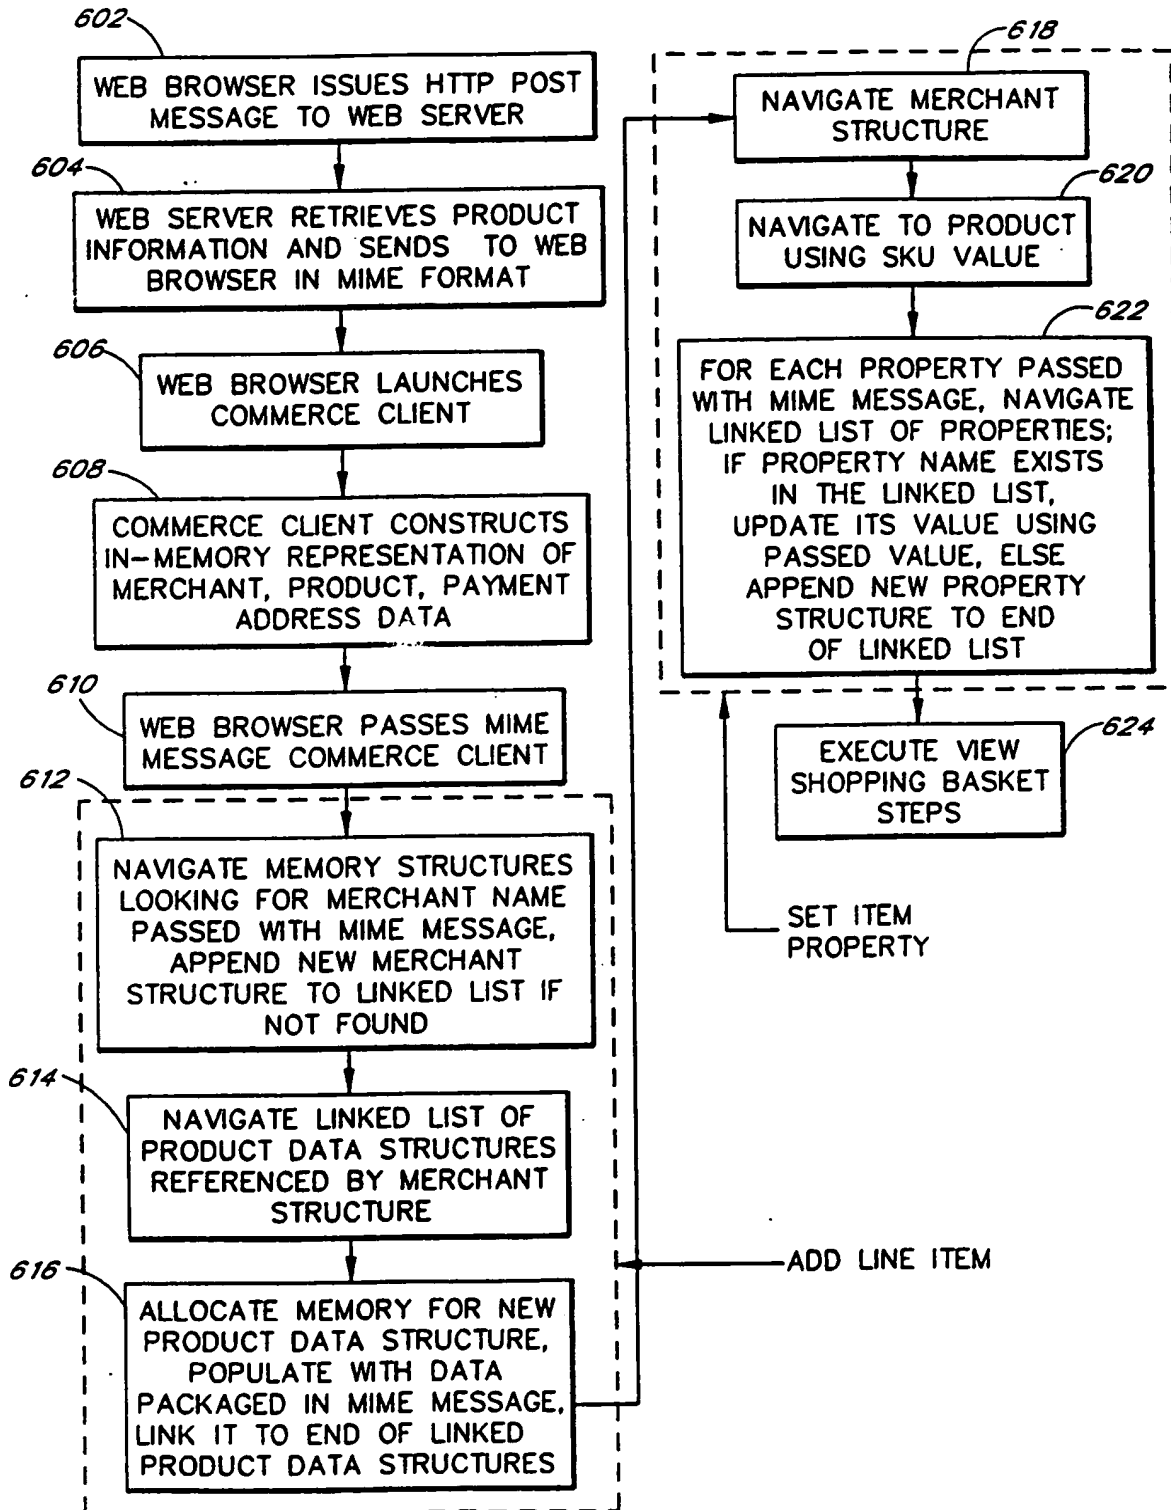 602
WEB BROWSER ISSUES HTTP POST
MESSAGE TO WEB SERVER
604
WEB SERVER RETRIEVES PRODUCT
INFORMATION AND SENDS TO WEB
BROWSER IN MIME FORMAT
606
WEB BROWSER LAUNCHES
COMMERCE CLIENT
608
COMMERCE CLIENT CONSTRUCTS
IN-MEMORY REPRESENTATION OF
MERCHANT, PRODUCT, PAYMENT
ADDRESS DATA
610
WEB BROWSER PASSES MIME
MESSAGE COMMERCE CLIENT
612
NAVIGATE MEMORY STRUCTURES
LOOKING FOR MERCHANT NAME
PASSED WITH MIME MESSAGE,
APPEND NEW MERCHANT
STRUCTURE TO LINKED LIST IF
NOT FOUND
614
NAVIGATE LINKED LIST OF
PRODUCT DATA STRUCTURES
REFERENCED BY MERCHANT
STRUCTURE
616
ALLOCATE MEMORY FOR NEW
PRODUCT DATA STRUCTURE,
POPULATE WITH DATA
PACKAGED IN MIME MESSAGE,
LINK IT TO END OF LINKED
PRODUCT DATA STRUCTURES
ADD LINE ITEM
618
NAVIGATE MERCHANT
STRUCTURE
620
NAVIGATE TO PRODUCT
USING SKU VALUE
622
FOR EACH PROPERTY PASSED
WITH MIME MESSAGE, NAVIGATE
LINKED LIST OF PROPERTIES;
IF PROPERTY NAME EXISTS
IN THE LINKED LIST,
UPDATE ITS VALUE USING
PASSED VALUE, ELSE
APPEND NEW PROPERTY
STRUCTURE TO END
OF LINKED LIST
624
EXECUTE VIEW
SHOPPING BASKET
STEPS
SET ITEM
PROPERTY